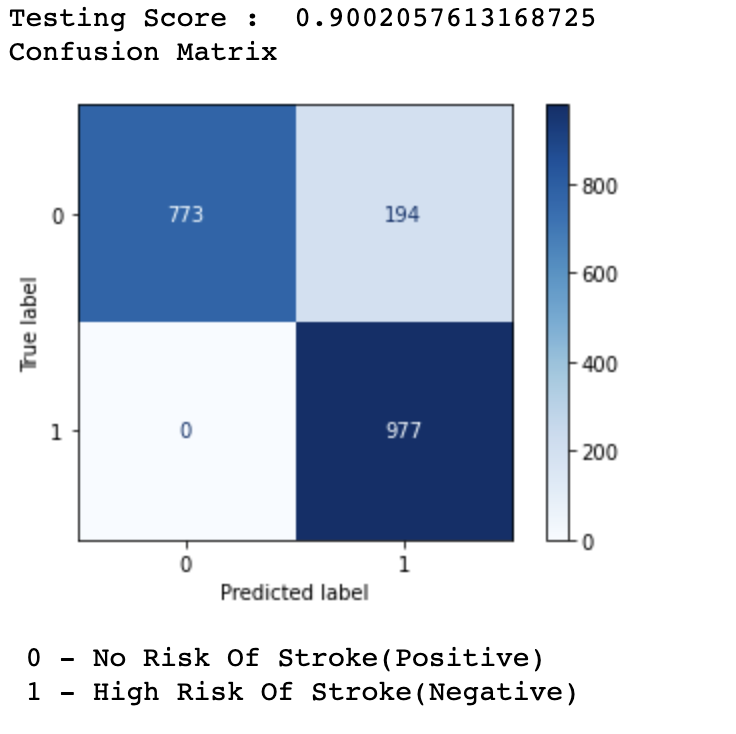 Testing Score :  0.9002057613168725
Confusion Matrix
800
0
773
194
600
True label
400
1
0
977
200
0
0
1
Predicted label
0 - No Risk Of Stroke(Positive)
1 - High Risk Of Stroke(Negative)